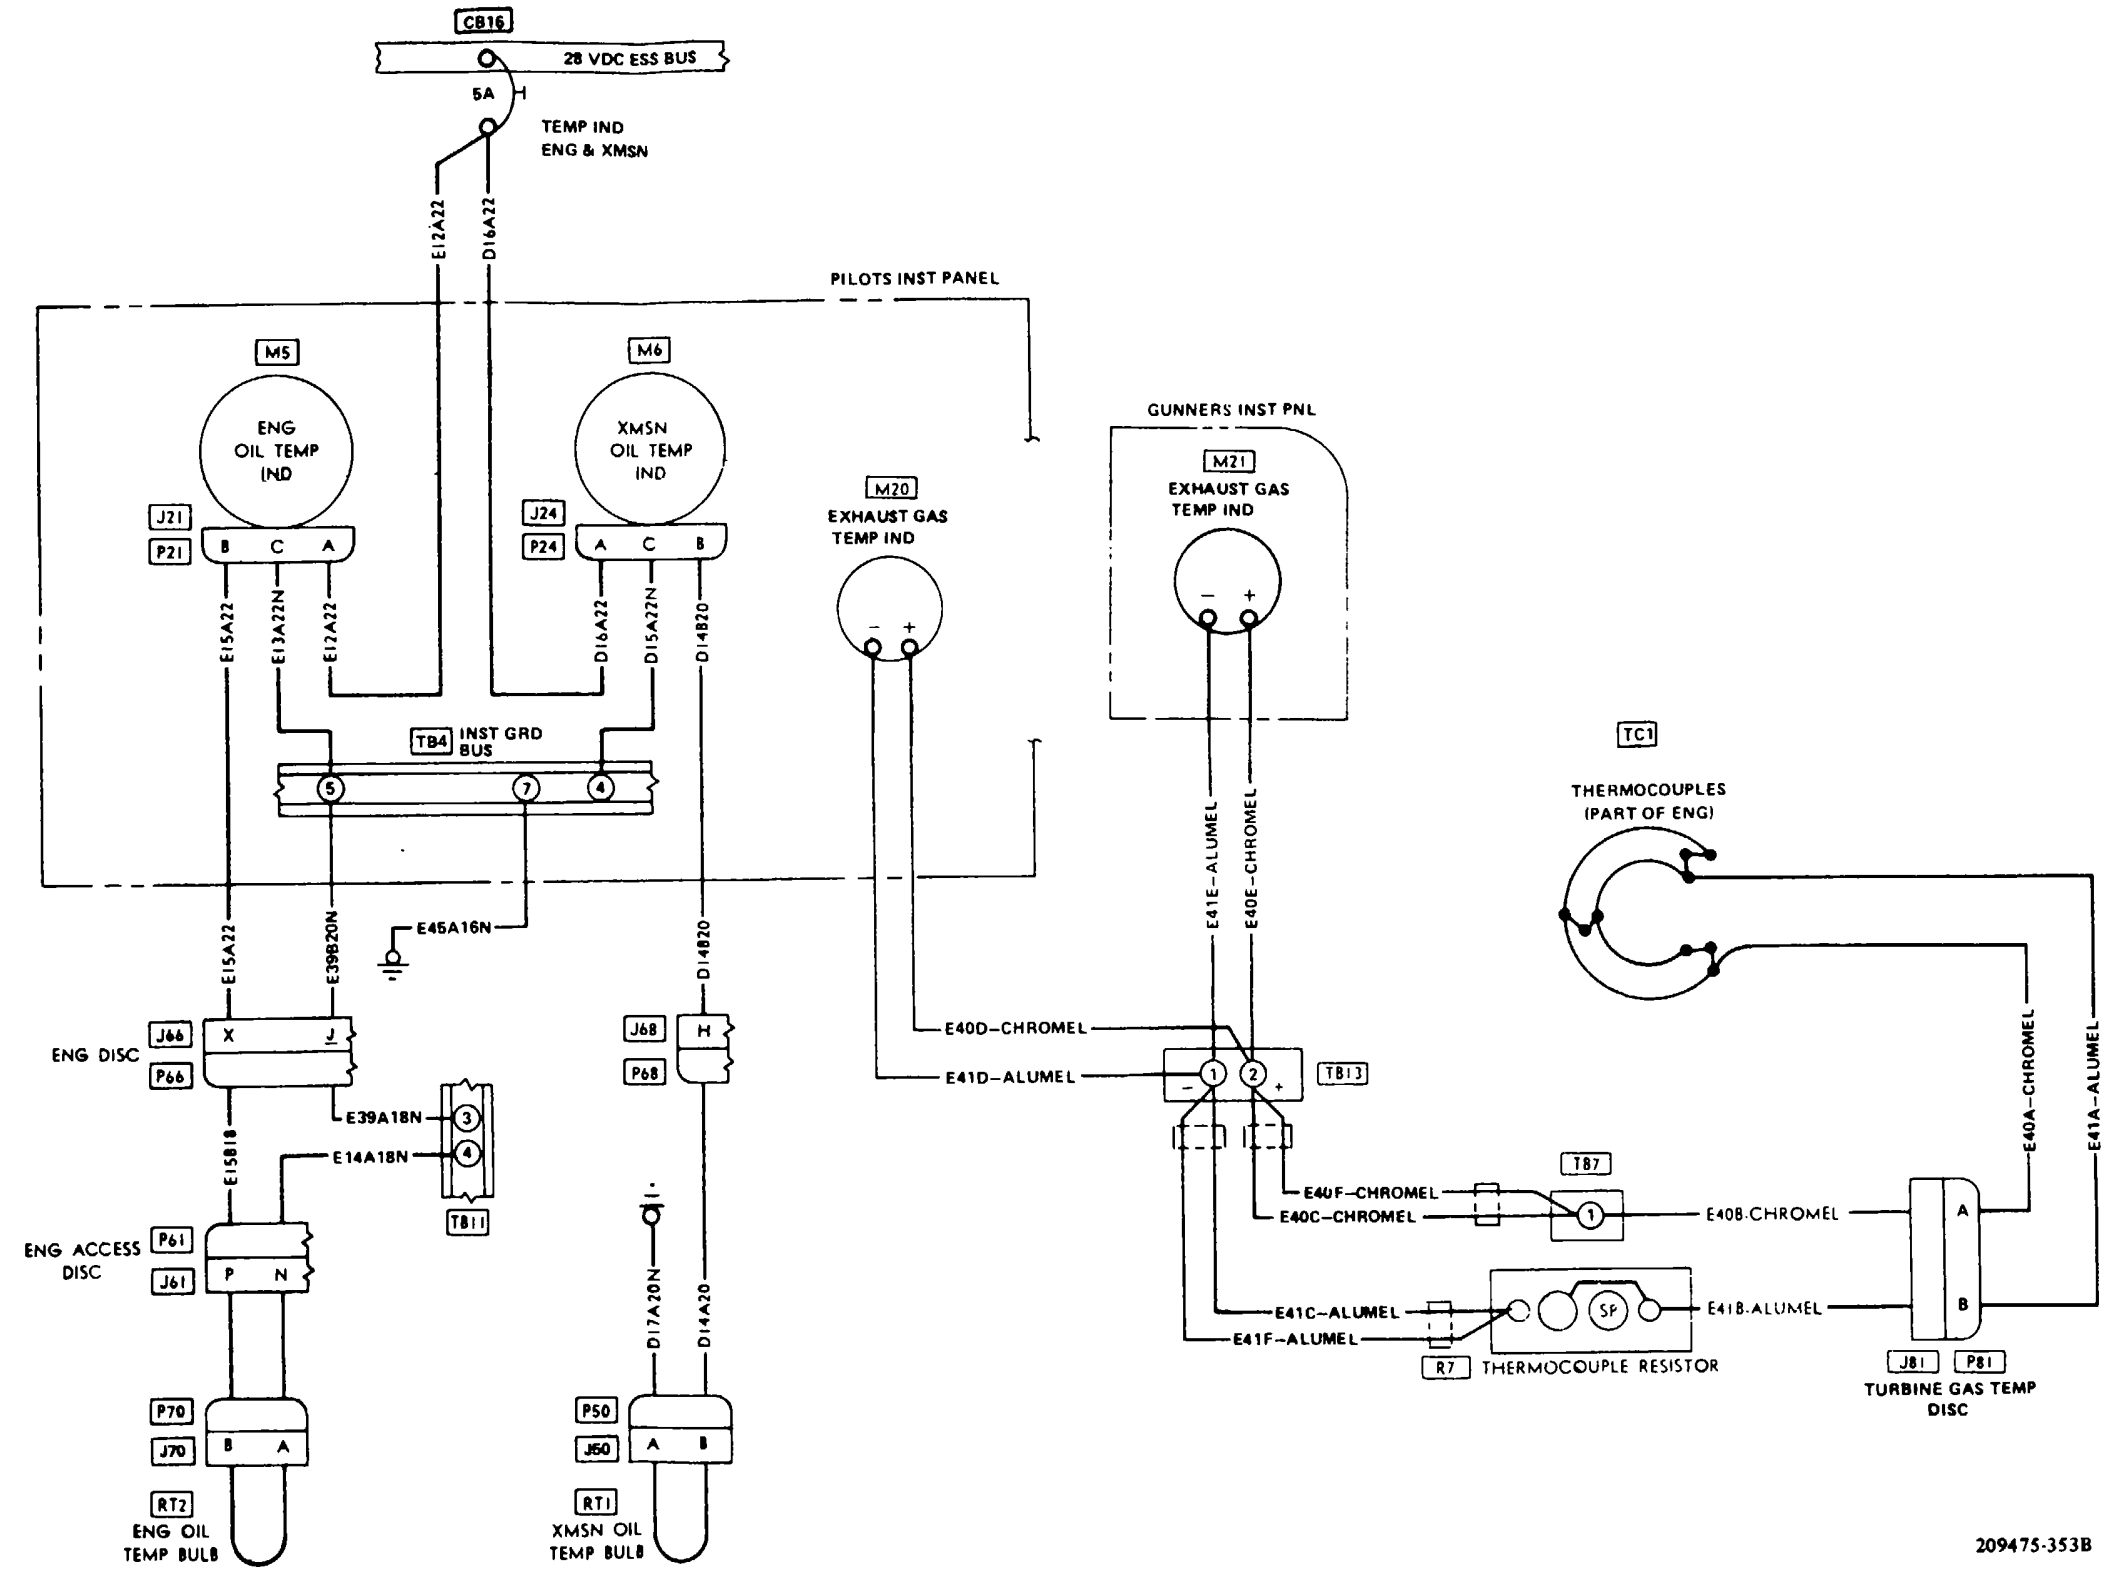 CB16
28 VDC ESS BUS
5A
TEMP IND
ENG & XMSN
E12A22
D16A22
PILOTS INST PANEL
M5
ENG
OIL TEMP
IND
J21
P21
B C A
M6
XMSN
OIL TEMP
IND
J24
P24
A C B
E15A22
E13A22N
E12A22
D16A22
D15A22N
D14B20
M20
EXHAUST GAS
TEMP IND
- +
GUNNERS INST PNL
M21
EXHAUST GAS
TEMP IND
- +
TB4
INST GRD
BUS
5 7 4
E41E-ALUMEL
E40E-CHROMEL
TC1
THERMOCOUPLES
(PART OF ENG)
E15A22
E39B20N
E45A16N
D14B20
ENG DISC
J66
P66
X J
J68
P68
H
E40D-CHROMEL
E41D-ALUMEL
1 2
- +
TB13
E40A-CHROMEL
E41A-ALUMEL
E15B18
E39A18N
E14A18N
3
4
TB11
ENG ACCESS
DISC
P61
J61
P N
D17A20N
D14A20
E40F-CHROMEL
E40C-CHROMEL
TB7
1
E40B-CHROMEL
A
B
E41C-ALUMEL
E41F-ALUMEL
SP
E41B-ALUMEL
R7
THERMOCOUPLE RESISTOR
J81
P81
TURBINE GAS TEMP
DISC
P70
J70
B A
RT2
ENG OIL
TEMP BULB
P50
J50
A B
RT1
XMSN OIL
TEMP BULB
209475-353B